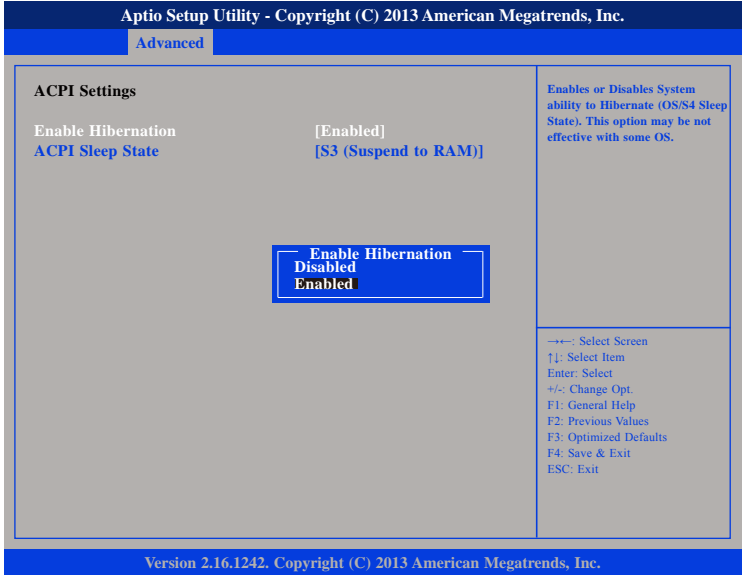 Aptio Setup Utility - Copyright (C) 2013 American Megatrends, Inc.
Advanced
ACPI Settings
Enable Hibernation [Enabled]
ACPI Sleep State [S3 (Suspend to RAM)]
Enable Hibernation
Disabled
Enabled
Enables or Disables System
ability to Hibernate (OS/S4 Sleep
State). This option may be not
effective with some OS.
→←: Select Screen
↑↓: Select Item
Enter: Select
+/-: Change Opt.
F1: General Help
F2: Previous Values
F3: Optimized Defaults
F4: Save & Exit
ESC: Exit
Version 2.16.1242. Copyright (C) 2013 American Megatrends, Inc.